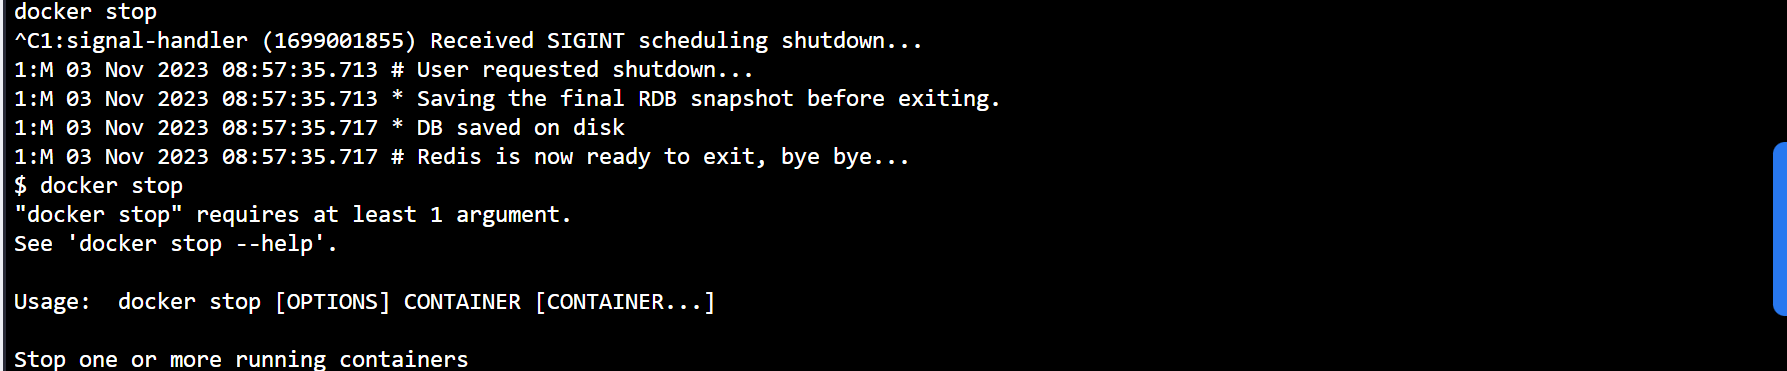 docker stop
^C1:signal-handler (1699001855) Received SIGINT scheduling shutdown...
1:M 03 Nov 2023 08:57:35.713 # User requested shutdown...
1:M 03 Nov 2023 08:57:35.713 * Saving the final RDB snapshot before exiting.
1:M 03 Nov 2023 08:57:35.717 * DB saved on disk
1:M 03 Nov 2023 08:57:35.717 # Redis is now ready to exit, bye bye...
$ docker stop
"docker stop" requires at least 1 argument.
See 'docker stop --help'.
Usage:  docker stop [OPTIONS] CONTAINER [CONTAINER...]
Stop one or more running containers